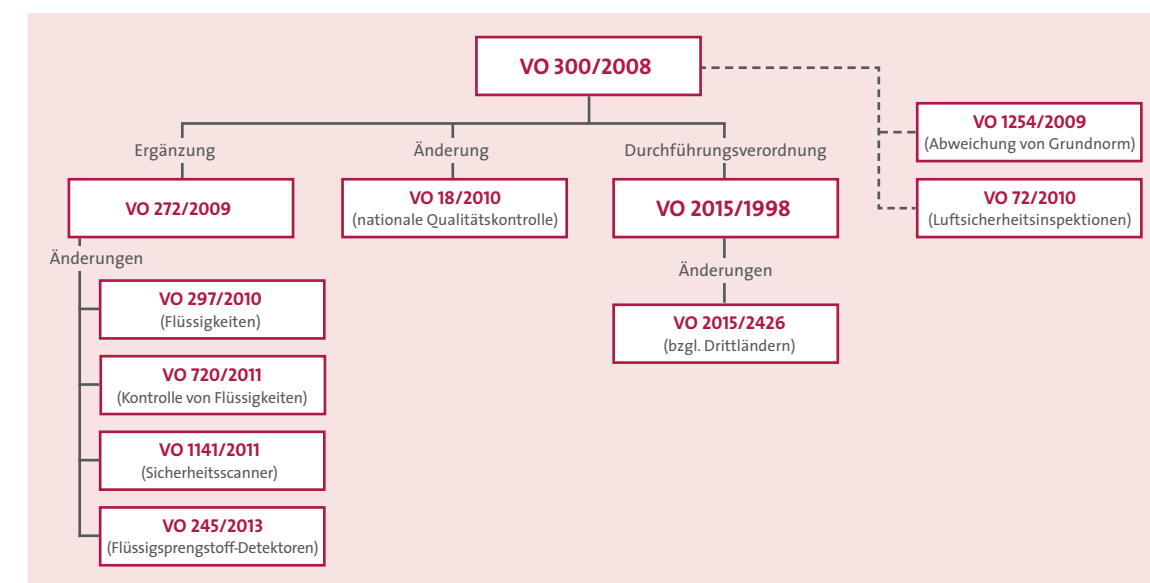 VO 300/2008
VO 1254/2009
(Abweichung von Grundnorm)
VO 72/2010
(Luftsicherheitsinspektionen)
Ergänzung
Änderung
Durchführungsverordnung
VO 272/2009
VO 18/2010
(nationale Qualitätskontrolle)
VO 2015/1998
Änderungen
VO 297/2010
(Flüssigkeiten)
VO 720/2011
(Kontrolle von Flüssigkeiten)
VO 1141/2011
(Sicherheitsscanner)
VO 245/2013
(Flüssigsprengstoff-Detektoren)
Änderungen
VO 2015/2426
(bzgl. Drittländern)